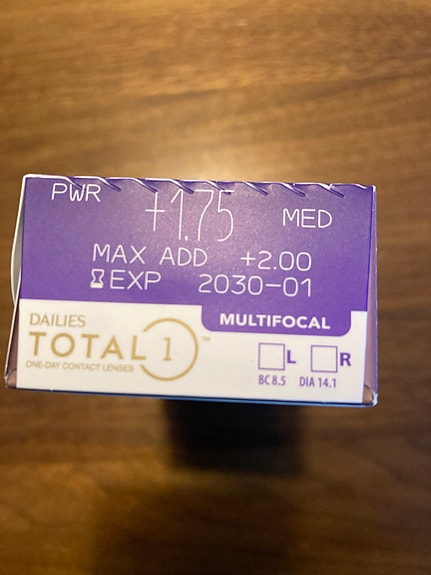 PWR +1.75 MED
MAX ADD +2.00
EXP 2030-01
MULTIFOCAL
DAILIES
TOTAL 1™
ONE-DAY CONTACT LENSES
L R
BC 8.5 DIA 14.1